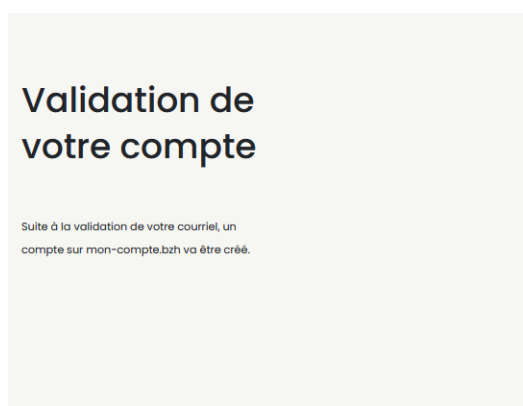 Validation de
votre compte
Suite à la validation de votre courriel, un
compte sur mon-compte.bzh va être créé.